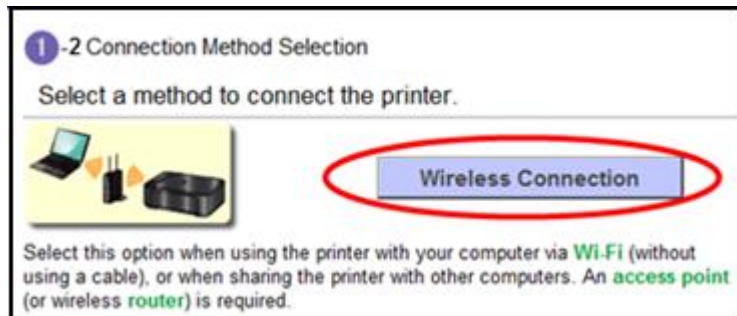 1-2 Connection Method Selection
Select a method to connect the printer.
Wireless Connection
Select this option when using the printer with your computer via Wi-Fi (without
using a cable), or when sharing the printer with other computers. An access point
(or wireless router) is required.